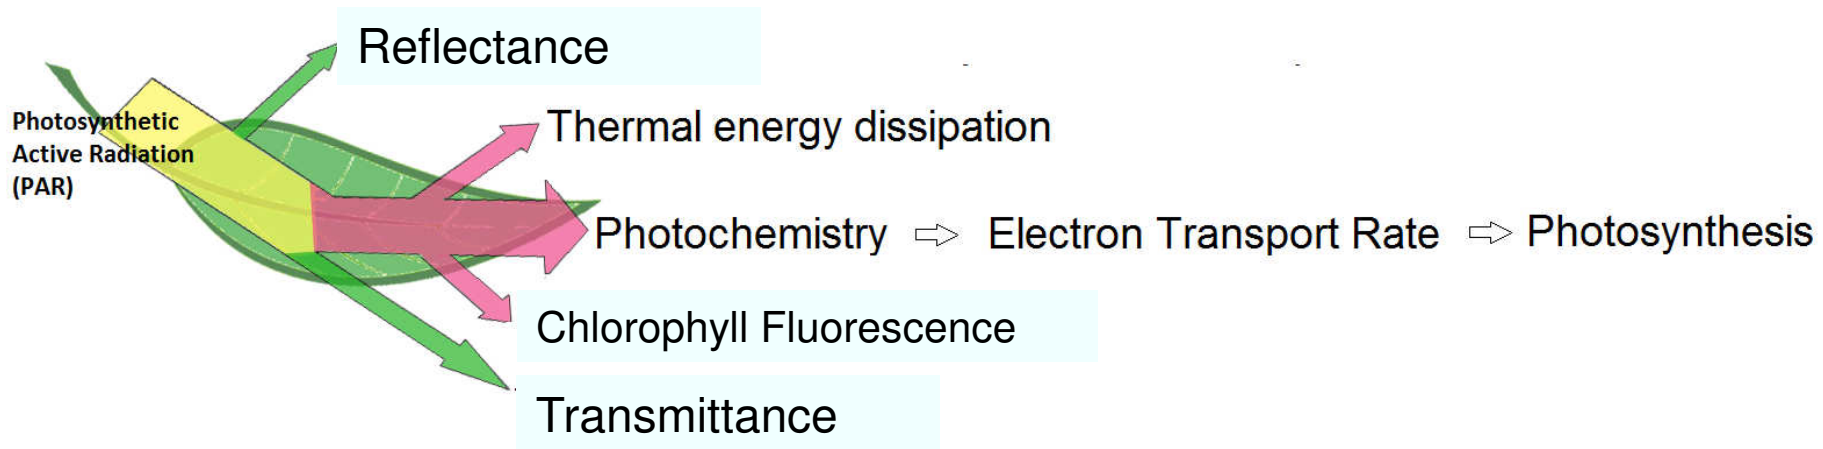 Reflectance
Photosynthetic
Active Radiation
(PAR)
Thermal energy dissipation
Photochemistry ⇨ Electron Transport Rate ⇨ Photosynthesis
Chlorophyll Fluorescence
Transmittance